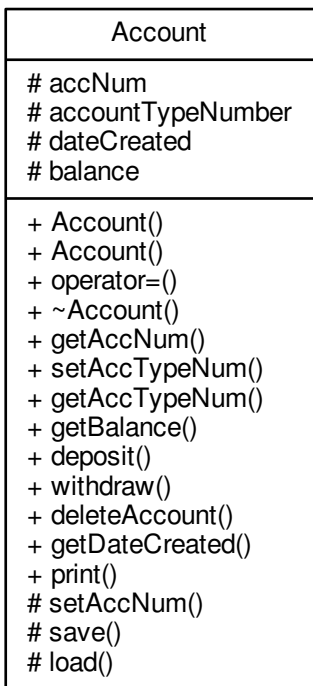 Account
# accNum
# accountTypeNumber
# dateCreated
# balance
+ Account()
+ Account()
+ operator=()
+ ~Account()
+ getAccNum()
+ setAccTypeNum()
+ getAccTypeNum()
+ getBalance()
+ deposit()
+ withdraw()
+ deleteAccount()
+ getDateCreated()
+ print()
# setAccNum()
# save()
# load()